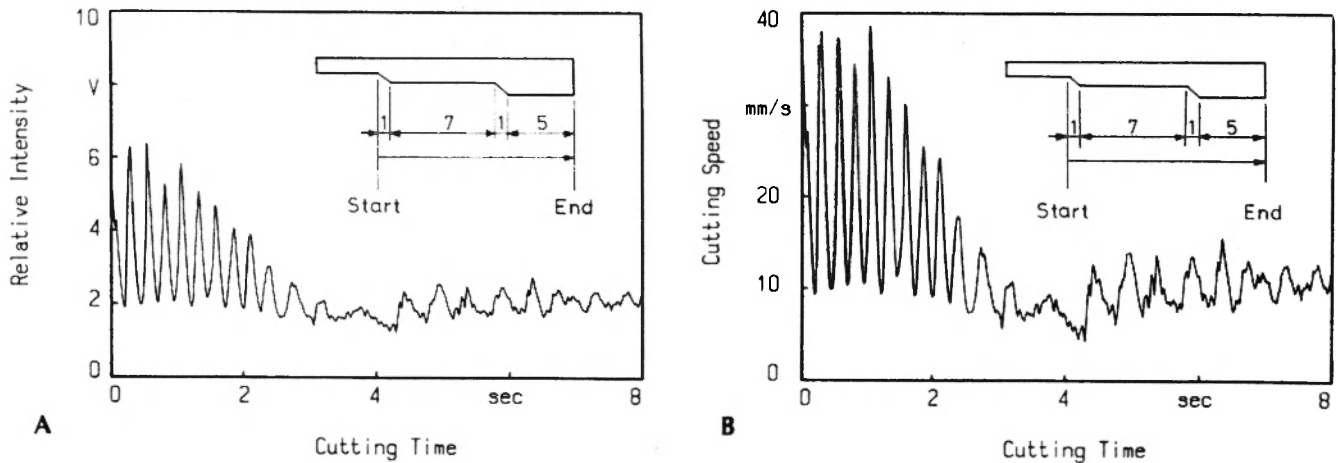 10
V
6
4
2
0
Relative Intensity
1 7 1 5
Start End
0 2 4 sec 8
Cutting Time
A
40
mm/s
20
10
0
Cutting Speed
1 7 1 5
Start End
0 2 4 sec 8
Cutting Time
B